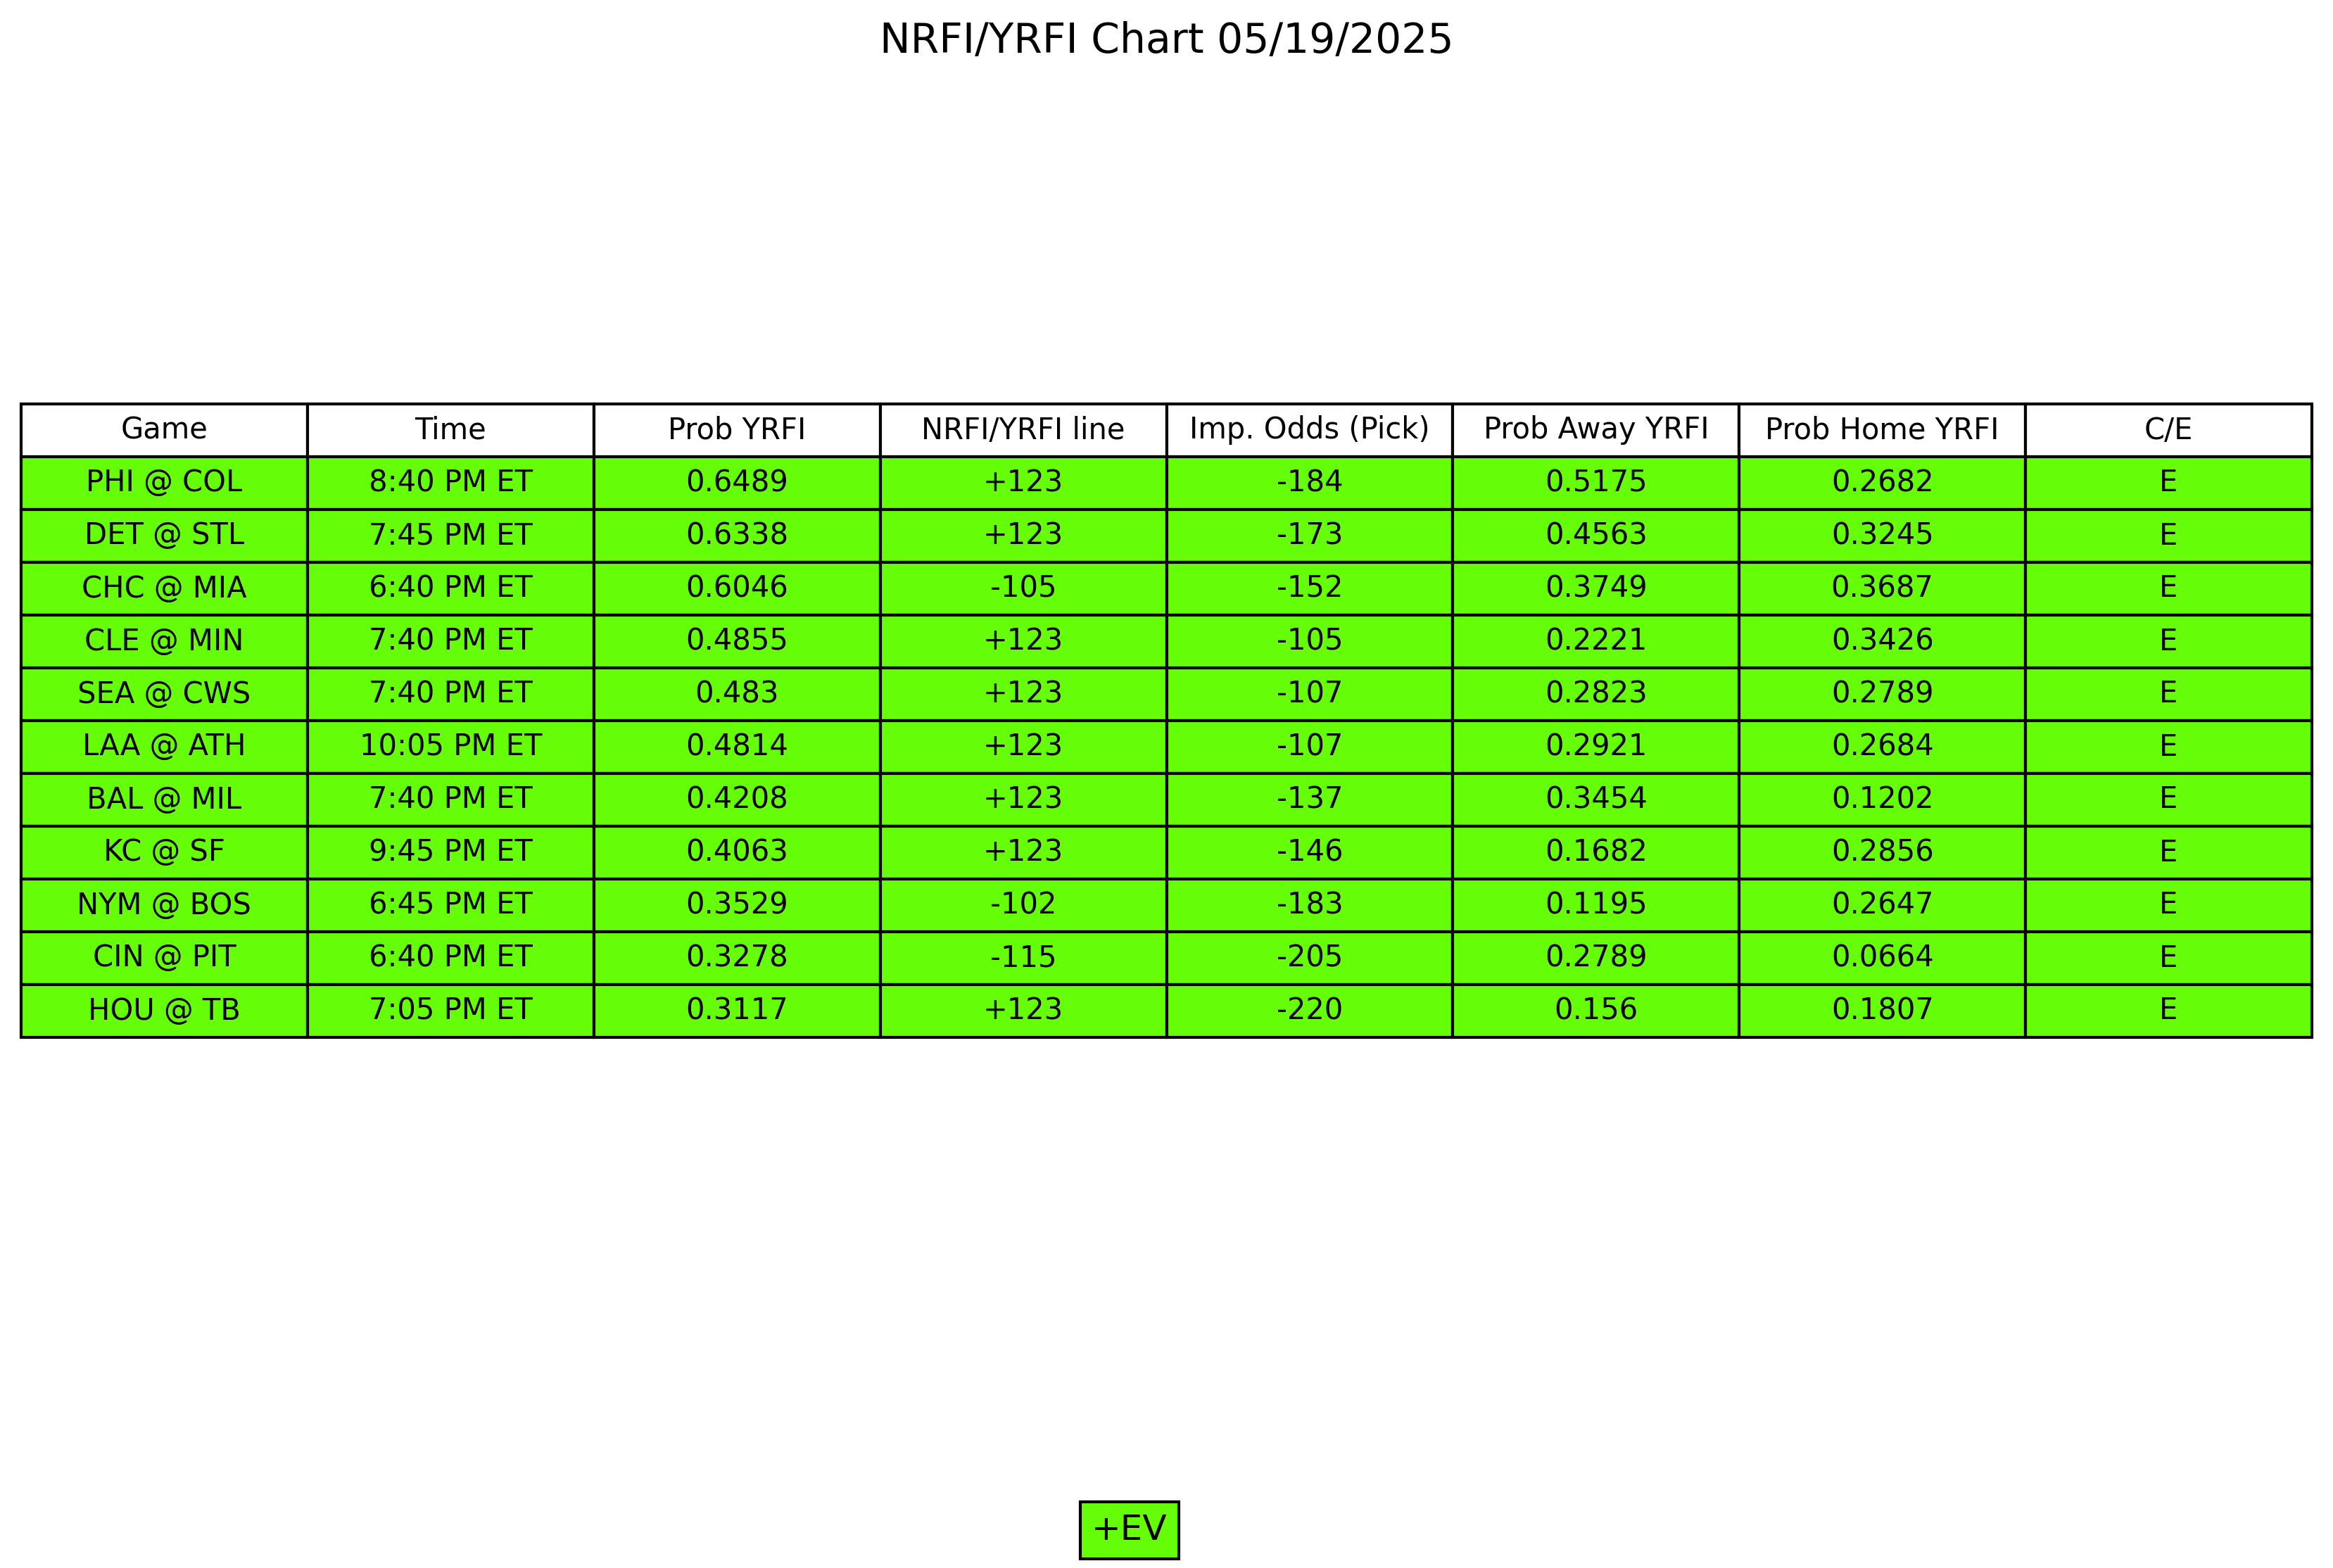 NRFI/YRFI Chart 05/19/2025
Game Time Prob YRFI NRFI/YRFI line Imp. Odds (Pick) Prob Away YRFI Prob Home YRFI C/E
PHI @ COL 8:40 PM ET 0.6489 +123 -184 0.5175 0.2682 E
DET @ STL 7:45 PM ET 0.6338 +123 -173 0.4563 0.3245 E
CHC @ MIA 6:40 PM ET 0.6046 -105 -152 0.3749 0.3687 E
CLE @ MIN 7:40 PM ET 0.4855 +123 -105 0.2221 0.3426 E
SEA @ CWS 7:40 PM ET 0.483 +123 -107 0.2823 0.2789 E
LAA @ ATH 10:05 PM ET 0.4814 +123 -107 0.2921 0.2684 E
BAL @ MIL 7:40 PM ET 0.4208 +123 -137 0.3454 0.1202 E
KC @ SF 9:45 PM ET 0.4063 +123 -146 0.1682 0.2856 E
NYM @ BOS 6:45 PM ET 0.3529 -102 -183 0.1195 0.2647 E
CIN @ PIT 6:40 PM ET 0.3278 -115 -205 0.2789 0.0664 E
HOU @ TB 7:05 PM ET 0.3117 +123 -220 0.156 0.1807 E
+EV